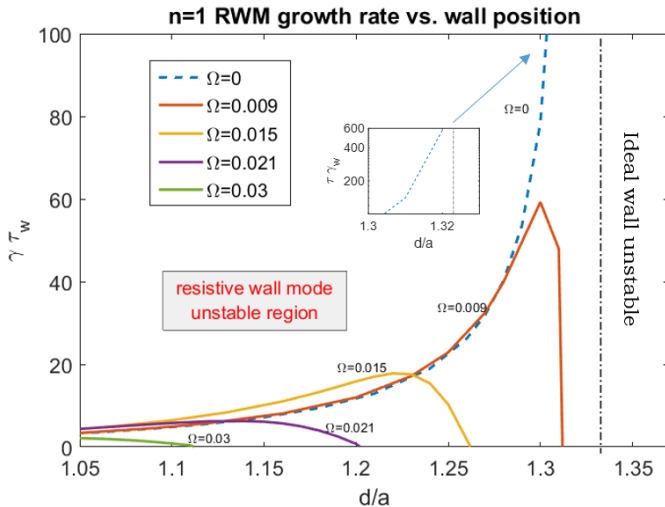 n=1 RWM growth rate vs. wall position
γ τw
100
80
60
40
20
0
Ω=0
Ω=0.009
Ω=0.015
Ω=0.021
Ω=0.03
τ γw
600
400
200
1.3
1.32
d/a
Ω=0
Ideal wall unstable
resistive wall mode
unstable region
Ω=0.009
Ω=0.015
Ω=0.021
Ω=0.03
1.05
1.1
1.15
1.2
1.25
1.3
1.35
d/a